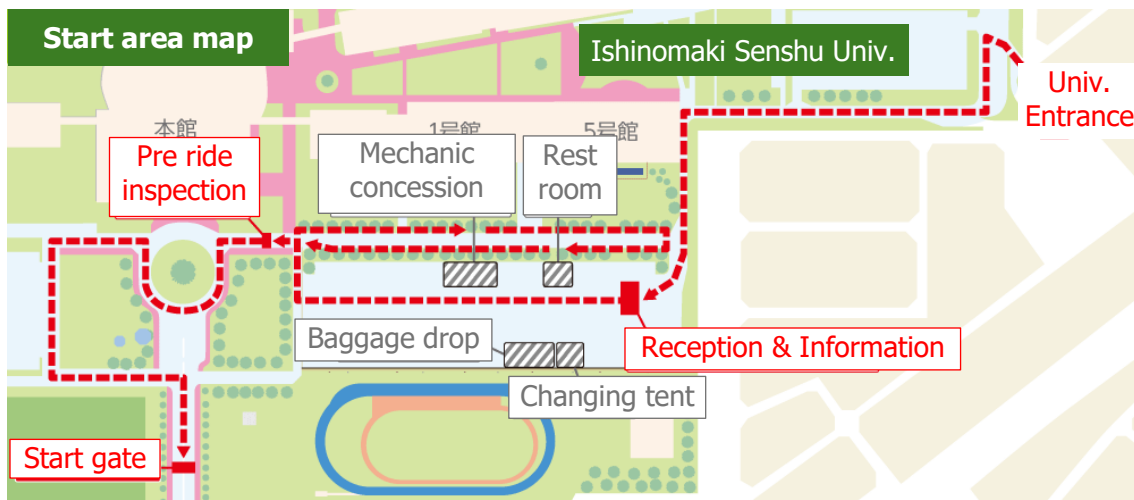 Start area map
Ishinomaki Senshu Univ.
Univ.
Entrance
本館
1号館
5号館
Pre ride
inspection
Mechanic
concession
Rest
room
Baggage drop
Reception & Information
Changing tent
Start gate